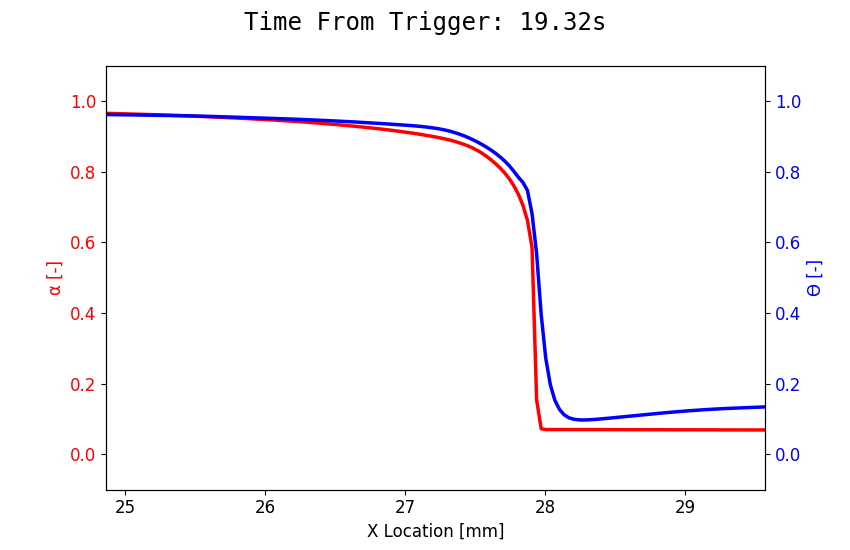 Time From Trigger: 19.32s
1.0 1.0
0.8 0.8
0.6 0.6
α [-] Θ [-]
0.4 0.4
0.2 0.2
0.0 0.0
25 26 27 28 29
X Location [mm]